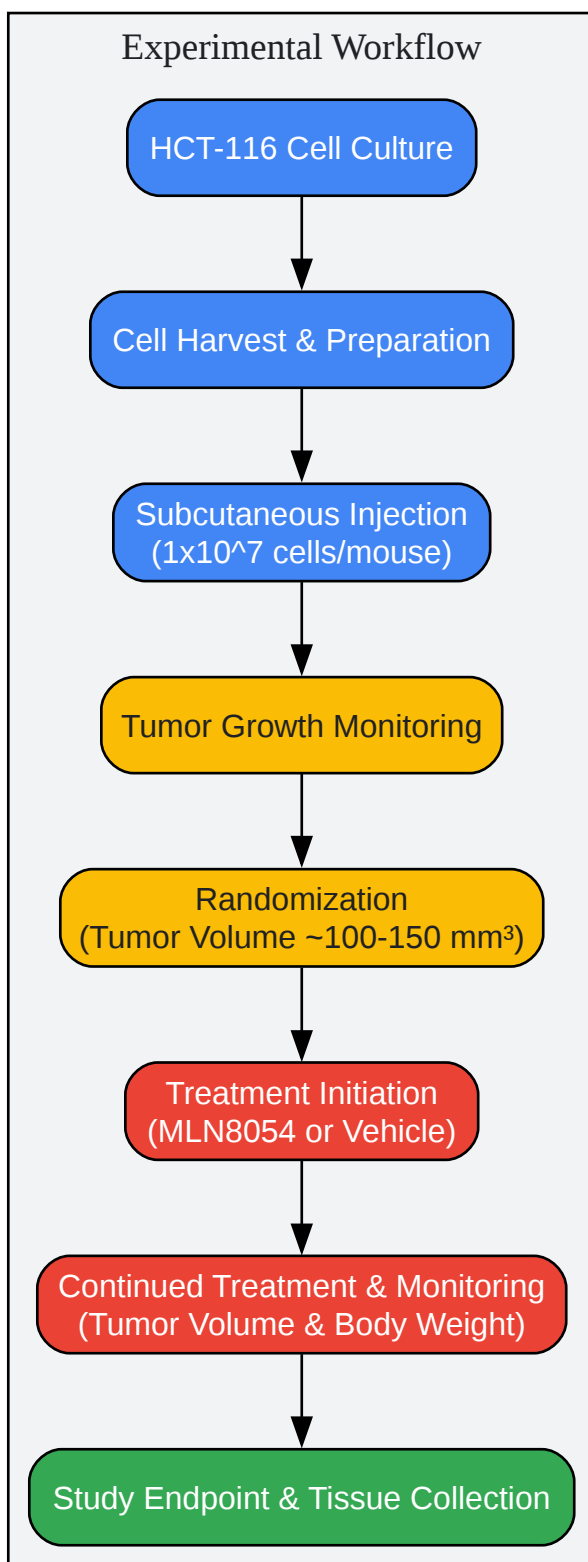 Experimental Workflow
HCT-116 Cell Culture
Cell Harvest & Preparation
Subcutaneous Injection
(1x10^7 cells/mouse)
Tumor Growth Monitoring
Randomization
(Tumor Volume ~100-150 mm³)
Treatment Initiation
(MLN8054 or Vehicle)
Continued Treatment & Monitoring
(Tumor Volume & Body Weight)
Study Endpoint & Tissue Collection